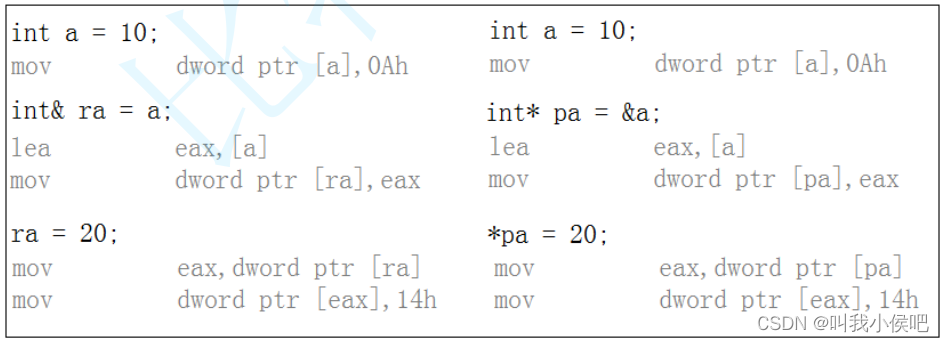 int a = 10;
mov dword ptr [a],0Ah
int& ra = a;
lea eax,[a]
mov dword ptr [ra],eax
ra = 20;
mov eax,dword ptr [ra]
mov dword ptr [eax],14h
int a = 10;
mov dword ptr [a],0Ah
int* pa = &a;
lea eax,[a]
mov dword ptr [pa],eax
*pa = 20;
mov eax,dword ptr [pa]
mov dword ptr [eax],14h
CSDN @叫我小侯吧